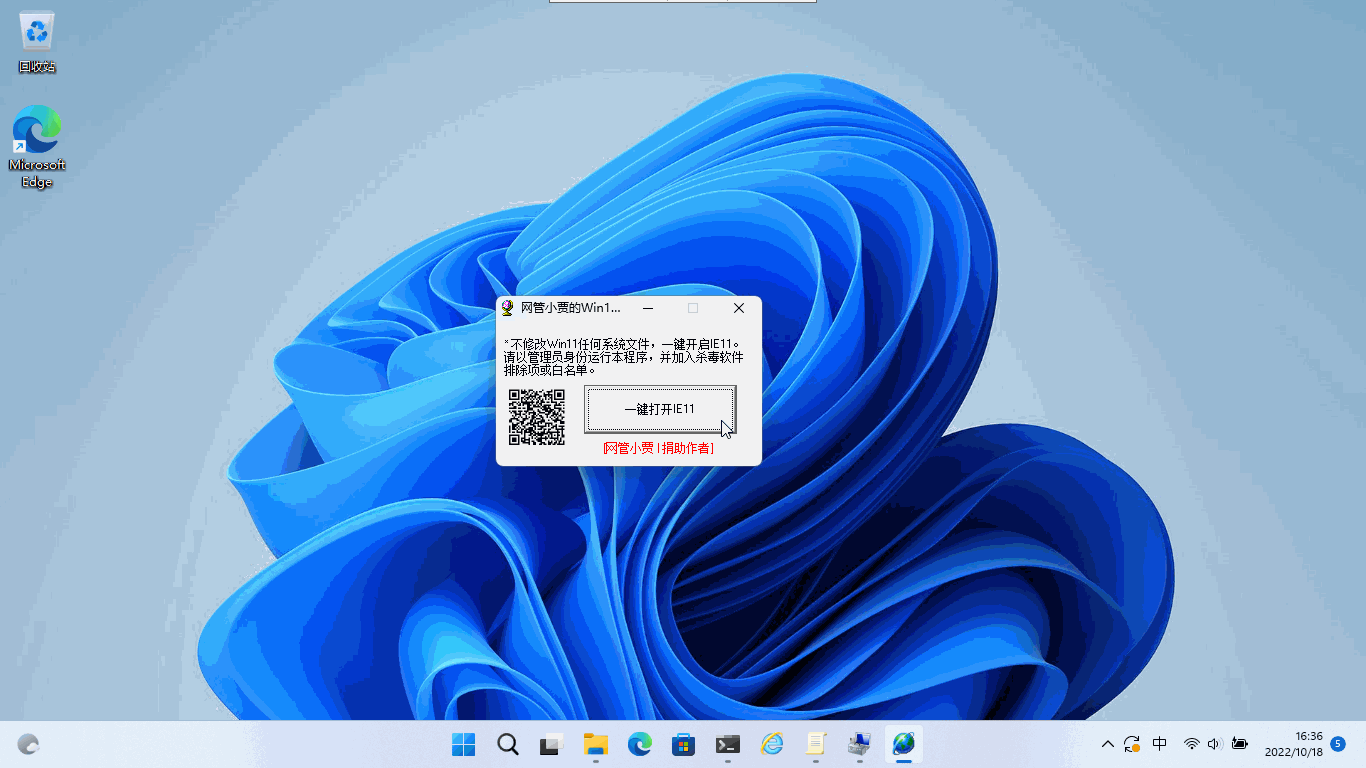 回收站
Microsoft
Edge
网管小贾的Win1...
*不修改Win11任何系统文件，一键开启IE11。
请以管理员身份运行本程序，并加入杀毒软件
排除项或白名单。
一键打开IE11
[网管小贾 | 捐助作者]
中
16:36
2022/10/18
5